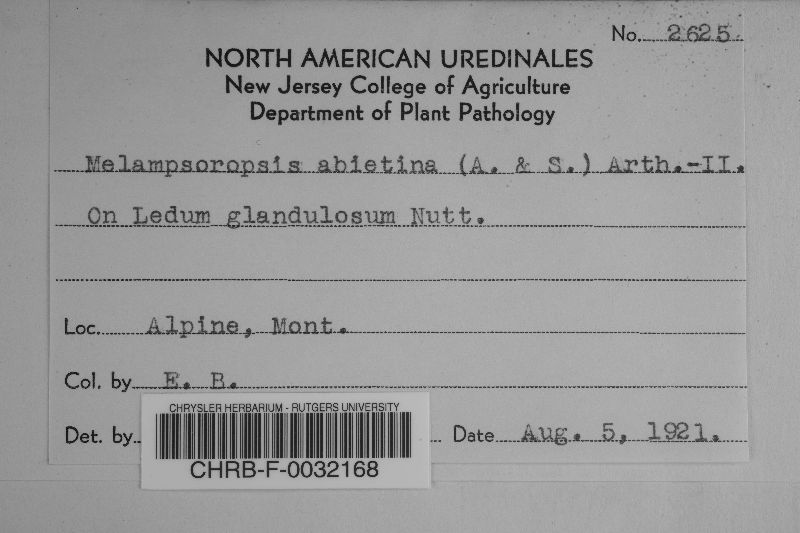 No. 2625
NORTH AMERICAN UREDINALES
New Jersey College of Agriculture
Department of Plant Pathology
Melampsoropsis abietina (A. & S.) Arth.-II.
On Ledum glandulosum Nutt.
Loc. Alpine, Mont.
Col. by E. B.
Det. by
Date Aug. 5, 1921.
CHRYSLER HERBARIUM - RUTGERS UNIVERSITY
CHRB-F-0032168